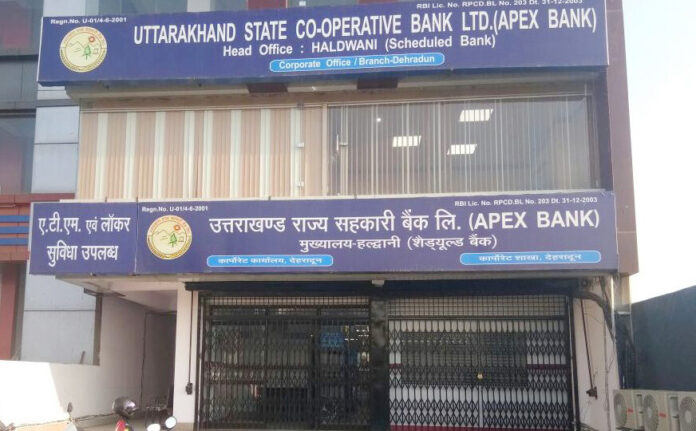 Regn.No. U-01/4-6-2001
RBI Lic. No. RPCD.BL No. 203 Dt. 31-12-2003
UTTARAKHAND STATE CO-OPERATIVE BANK LTD.(APEX BANK)
Head Office : HALDWANI (Scheduled Bank)
Corporate Office / Branch-Dehradun
Regn.No. U-01/4-6-2001
RBI Lic. No. RPCD.BL No. 203 Dt. 31-12-2003
ए.टी.एम. एवं लॉकर
सुविधा उपलब्ध
उत्तराखण्ड राज्य सहकारी बैंक लि. (APEX BANK)
मुख्यालय-हल्द्वानी (शैड्यूल्ड बैंक)
कार्पोरेट कार्यालय, देहरादून
कार्पोरेट शाखा, देहरादून